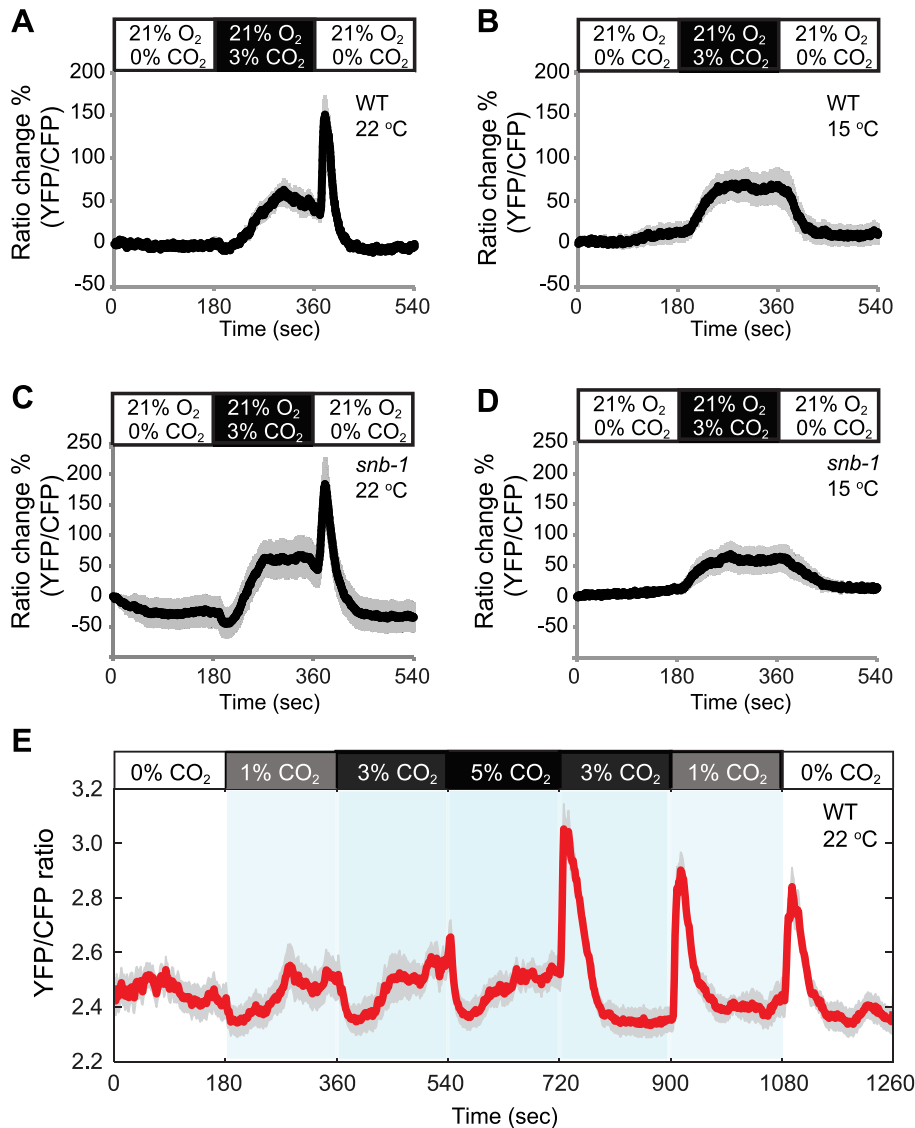 A
21% O₂ 21% O₂ 21% O₂
0% CO₂ 3% CO₂ 0% CO₂
200
150
100
50
0
-50
Ratio change %
(YFP/CFP)
WT
22 °C
0 180 360 540
Time (sec)
B
21% O₂ 21% O₂ 21% O₂
0% CO₂ 3% CO₂ 0% CO₂
200
150
100
50
0
-50
Ratio change %
(YFP/CFP)
WT
15 °C
0 180 360 540
Time (sec)
C
21% O₂ 21% O₂ 21% O₂
0% CO₂ 3% CO₂ 0% CO₂
250
200
150
100
50
0
-50
Ratio change %
(YFP/CFP)
snb-1
22 °C
0 180 360 540
Time (sec)
D
21% O₂ 21% O₂ 21% O₂
0% CO₂ 3% CO₂ 0% CO₂
250
200
150
100
50
0
-50
Ratio change %
(YFP/CFP)
snb-1
15 °C
0 180 360 540
Time (sec)
E
0% CO₂ 1% CO₂ 3% CO₂ 5% CO₂ 3% CO₂ 1% CO₂ 0% CO₂
3.2
3.0
2.8
2.6
2.4
2.2
YFP/CFP ratio
WT
22 °C
0 180 360 540 720 900 1080 1260
Time (sec)